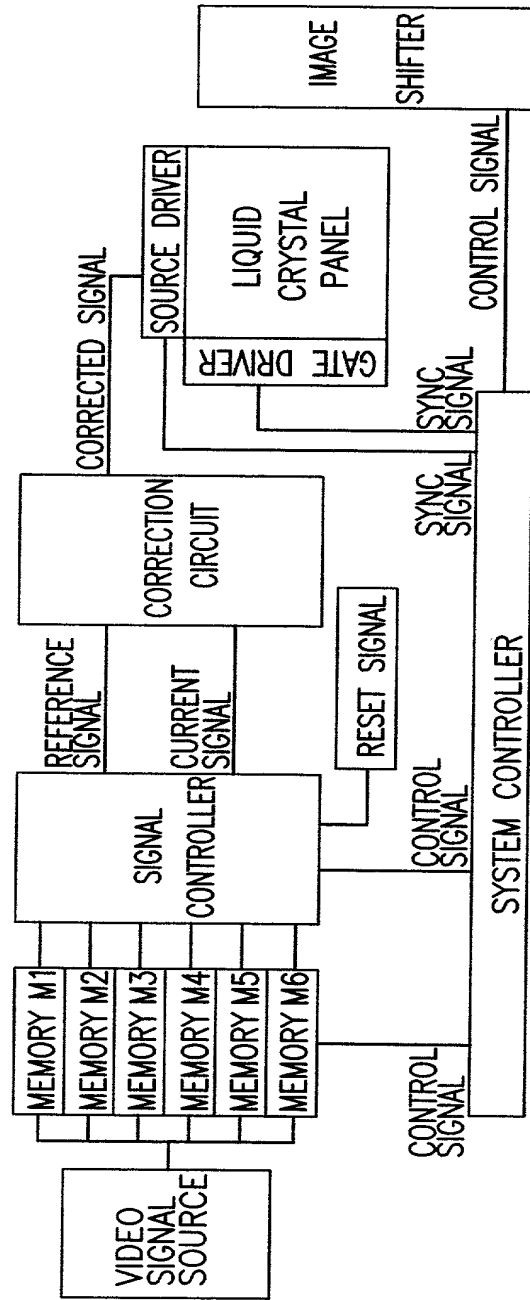 VIDEO
SIGNAL
SOURCE
MEMORY M1
MEMORY M2
MEMORY M3
MEMORY M4
MEMORY M5
MEMORY M6
SIGNAL
CONTROLLER
REFERENCE
SIGNAL
CURRENT
SIGNAL
CORRECTION
CIRCUIT
CORRECTED SIGNAL
SOURCE DRIVER
GATE DRIVER
LIQUID
CRYSTAL
PANEL
IMAGE
SHIFTER
RESET SIGNAL
CONTROL
SIGNAL
CONTROL
SIGNAL
SYNC
SIGNAL
SYNC
SIGNAL
CONTROL SIGNAL
SYSTEM CONTROLLER